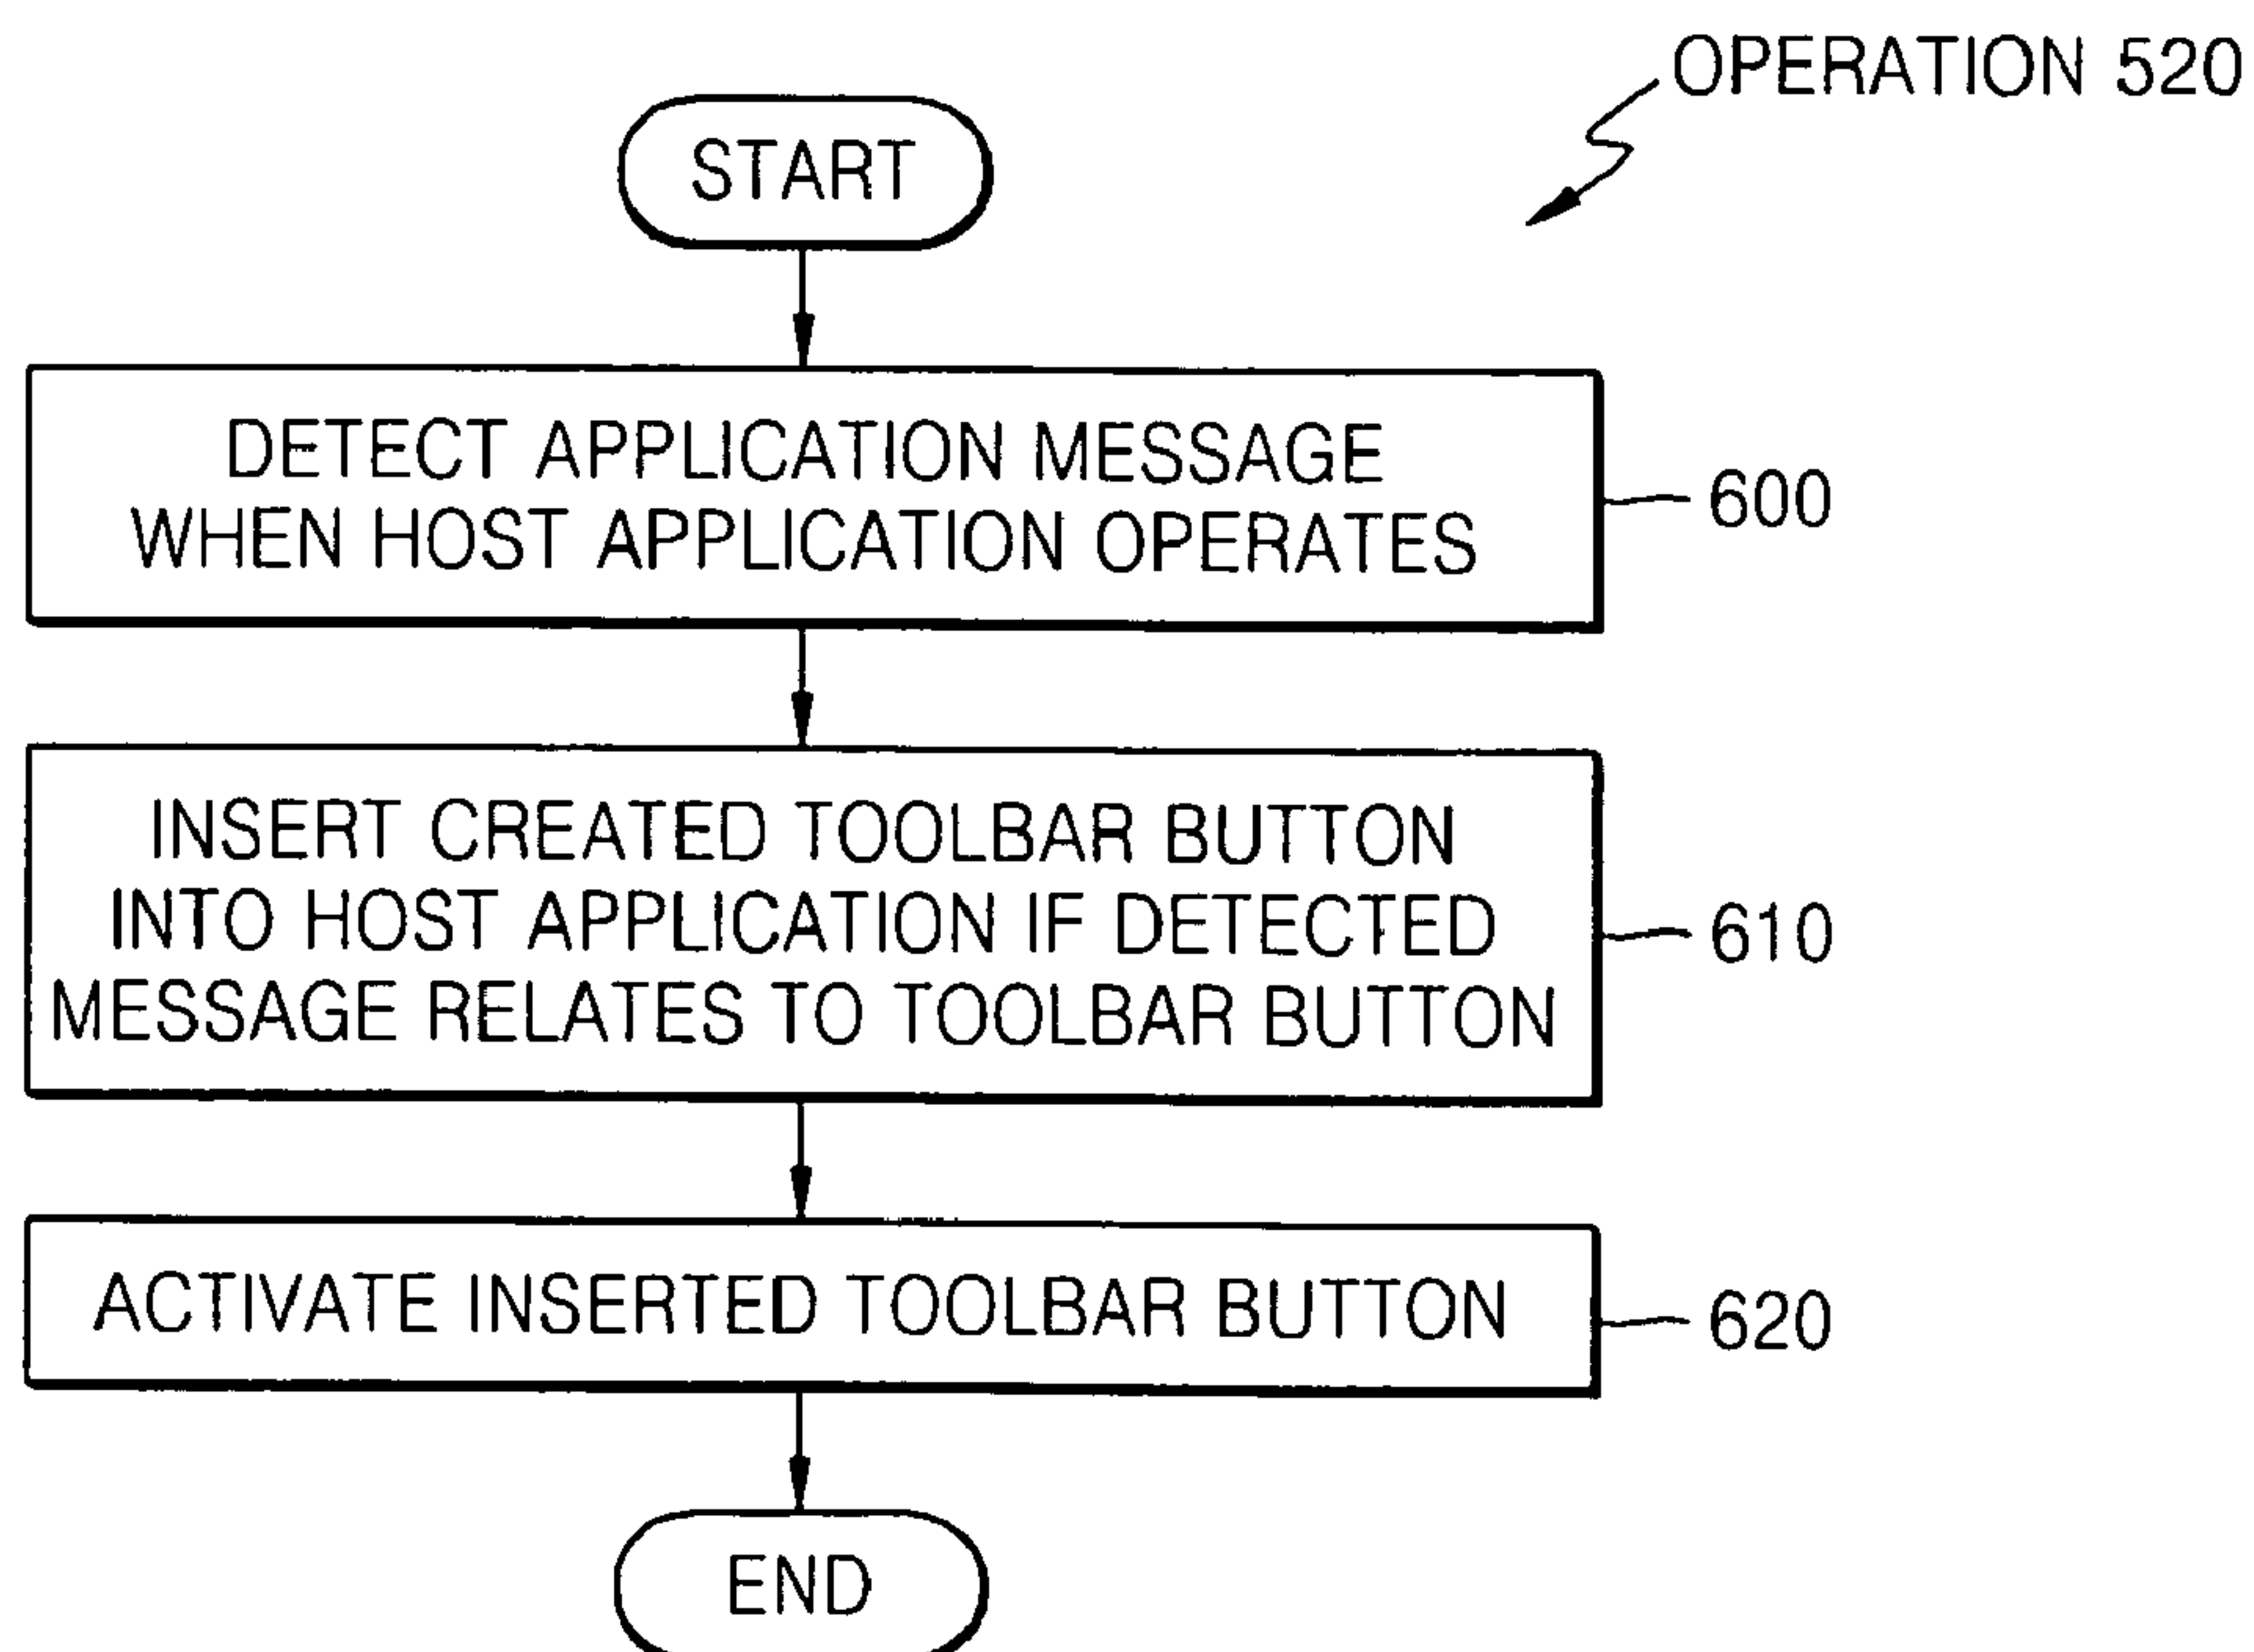 OPERATION 520
START
DETECT APPLICATION MESSAGE
WHEN HOST APPLICATION OPERATES
600
INSERT CREATED TOOLBAR BUTTON
INTO HOST APPLICATION IF DETECTED
MESSAGE RELATES TO TOOLBAR BUTTON
610
ACTIVATE INSERTED TOOLBAR BUTTON
620
END